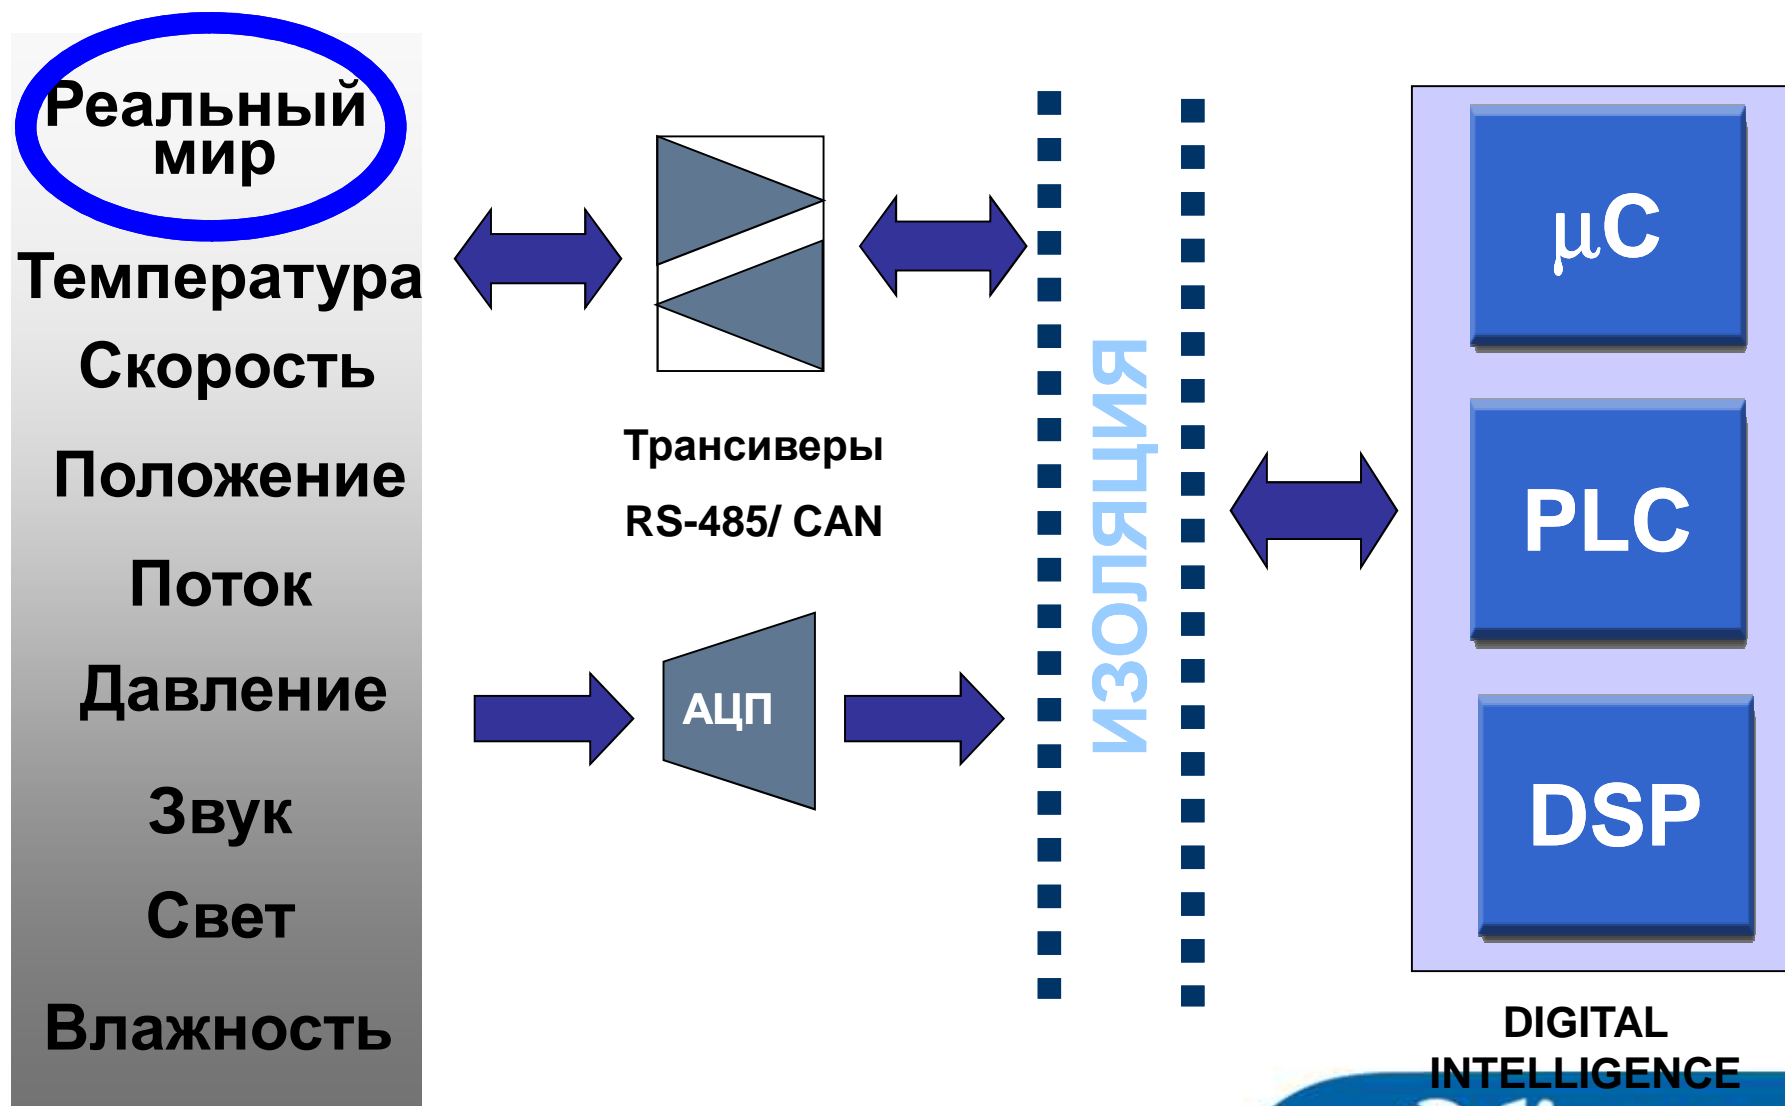 Реальный
мир
Температура
Скорость
Положение
Поток
Давление
Звук
Свет
Влажность
Трансиверы
RS-485/ CAN
АЦП
ИЗОЛЯЦИЯ
μC
PLC
DSP
DIGITAL
INTELLIGENCE